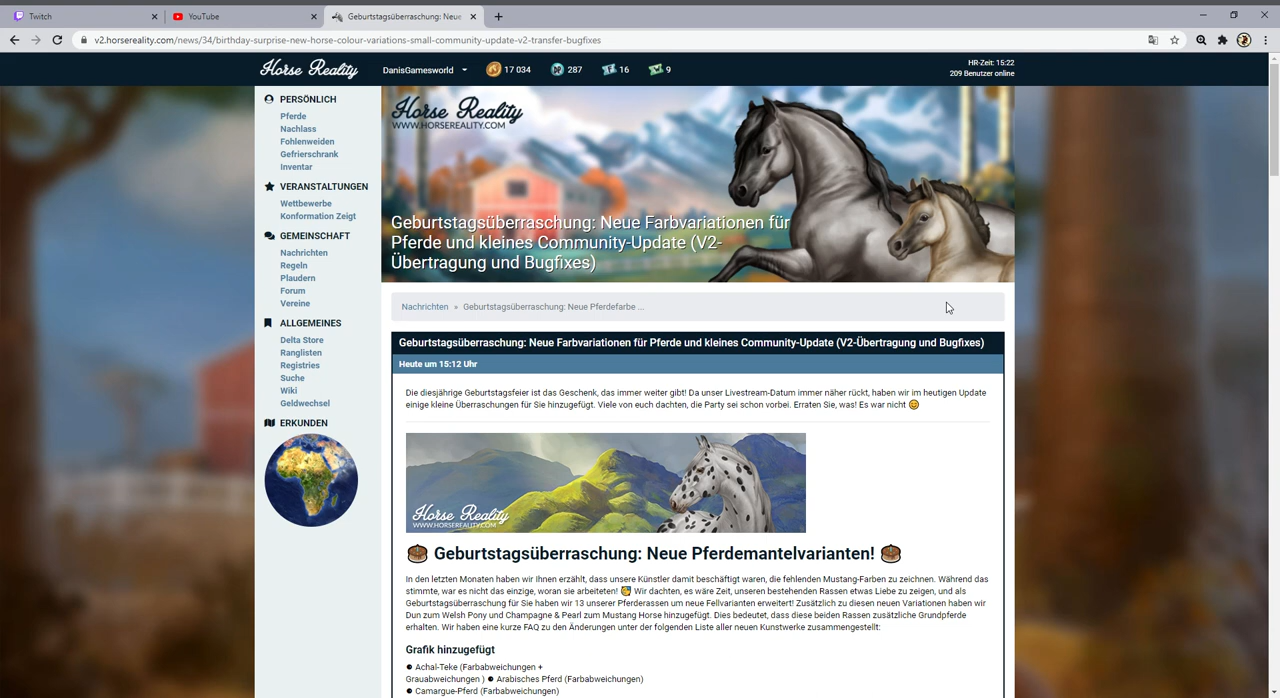 Twitch
YouTube
Geburtstagsüberraschung: Neue
v2.horsereality.com/news/34/birthday-surprise-new-horse-colour-variations-small-community-update-v2-transfer-bugfixes
Horse Reality
DanisGamesworld
17 034
287
16
9
HR-Zeit: 15:22
209 Benutzer online
PERSÖNLICH
Pferde
Nachlass
Fohlenweiden
Gefrierschrank
Inventar
VERANSTALTUNGEN
Wettbewerbe
Konformation Zeigt
GEMEINSCHAFT
Nachrichten
Regeln
Plaudern
Forum
Vereine
ALLGEMEINES
Delta Store
Ranglisten
Registries
Suche
Wiki
Geldwechsel
ERKUNDEN
Horse Reality
WWW.HORSEREALITY.COM
Geburtstagsüberraschung: Neue Farbvariationen für
Pferde und kleines Community-Update (V2-
Übertragung und Bugfixes)
Nachrichten » Geburtstagsüberraschung: Neue Pferdefarbe ...
Geburtstagsüberraschung: Neue Farbvariationen für Pferde und kleines Community-Update (V2-Übertragung und Bugfixes)
Heute um 15:12 Uhr
Die diesjährige Geburtstagsfeier ist das Geschenk, das immer weiter gibt! Da unser Livestream-Datum immer näher rückt, haben wir im heutigen Update
einige kleine Überraschungen für Sie hinzugefügt. Viele von euch dachten, die Party sei schon vorbei. Erraten Sie, was! Es war nicht 😊
Horse Reality
WWW.HORSEREALITY.COM
Geburtstagsüberraschung: Neue Pferdemantelvarianten!
In den letzten Monaten haben wir Ihnen erzählt, dass unsere Künstler damit beschäftigt waren, die fehlenden Mustang-Farben zu zeichnen. Während das
stimmte, war es nicht das einzige, woran sie arbeiteten! 🥳 Wir dachten, es wäre Zeit, unseren bestehenden Rassen etwas Liebe zu zeigen, und als
Geburtstagsüberraschung für Sie haben wir 13 unserer Pferderassen um neue Fellvarianten erweitert! Zusätzlich zu diesen neuen Variationen haben wir
Dun zum Welsh Pony und Champagne & Pearl zum Mustang Horse hinzugefügt. Dies bedeutet, dass diese beiden Rassen zusätzliche Grundpferde
erhalten. Wir haben eine kurze FAQ zu den Änderungen unter der folgenden Liste aller neuen Kunstwerke zusammengestellt:
Grafik hinzugefügt
⚈ Achal-Teke (Farbabweichungen +
Grauabweichungen ) ⚈ Arabisches Pferd (Farbabweichungen)
⚈ Camargue-Pferd (Farbabweichungen)